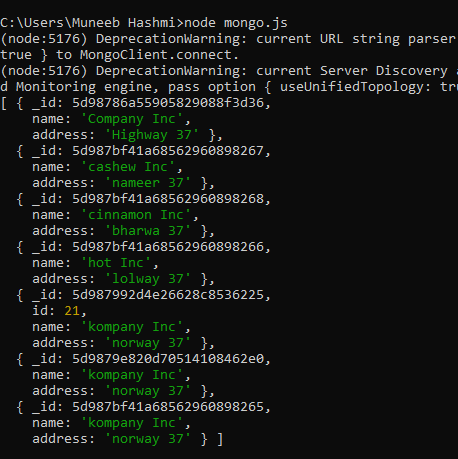 C:\Users\Muneeb Hashmi>node mongo.js
(node:5176) DeprecationWarning: current URL string parser
true } to MongoClient.connect.
(node:5176) DeprecationWarning: current Server Discovery a
d Monitoring engine, pass option { useUnifiedTopology: tru
[ { _id: 5d98786a55905829088f3d36,
name: 'Company Inc',
address: 'Highway 37' },
{ _id: 5d987bf41a68562960898267,
name: 'cashew Inc',
address: 'nameer 37' },
{ _id: 5d987bf41a68562960898268,
name: 'cinnamon Inc',
address: 'bharwa 37' },
{ _id: 5d987bf41a68562960898266,
name: 'hot Inc',
address: 'lolway 37' },
{ _id: 5d987992d4e26628c8536225,
id: 21,
name: 'kompany Inc',
address: 'norway 37' },
{ _id: 5d9879e820d70514108462e0,
name: 'kompany Inc',
address: 'norway 37' },
{ _id: 5d987bf41a68562960898265,
name: 'kompany Inc',
address: 'norway 37' } ]